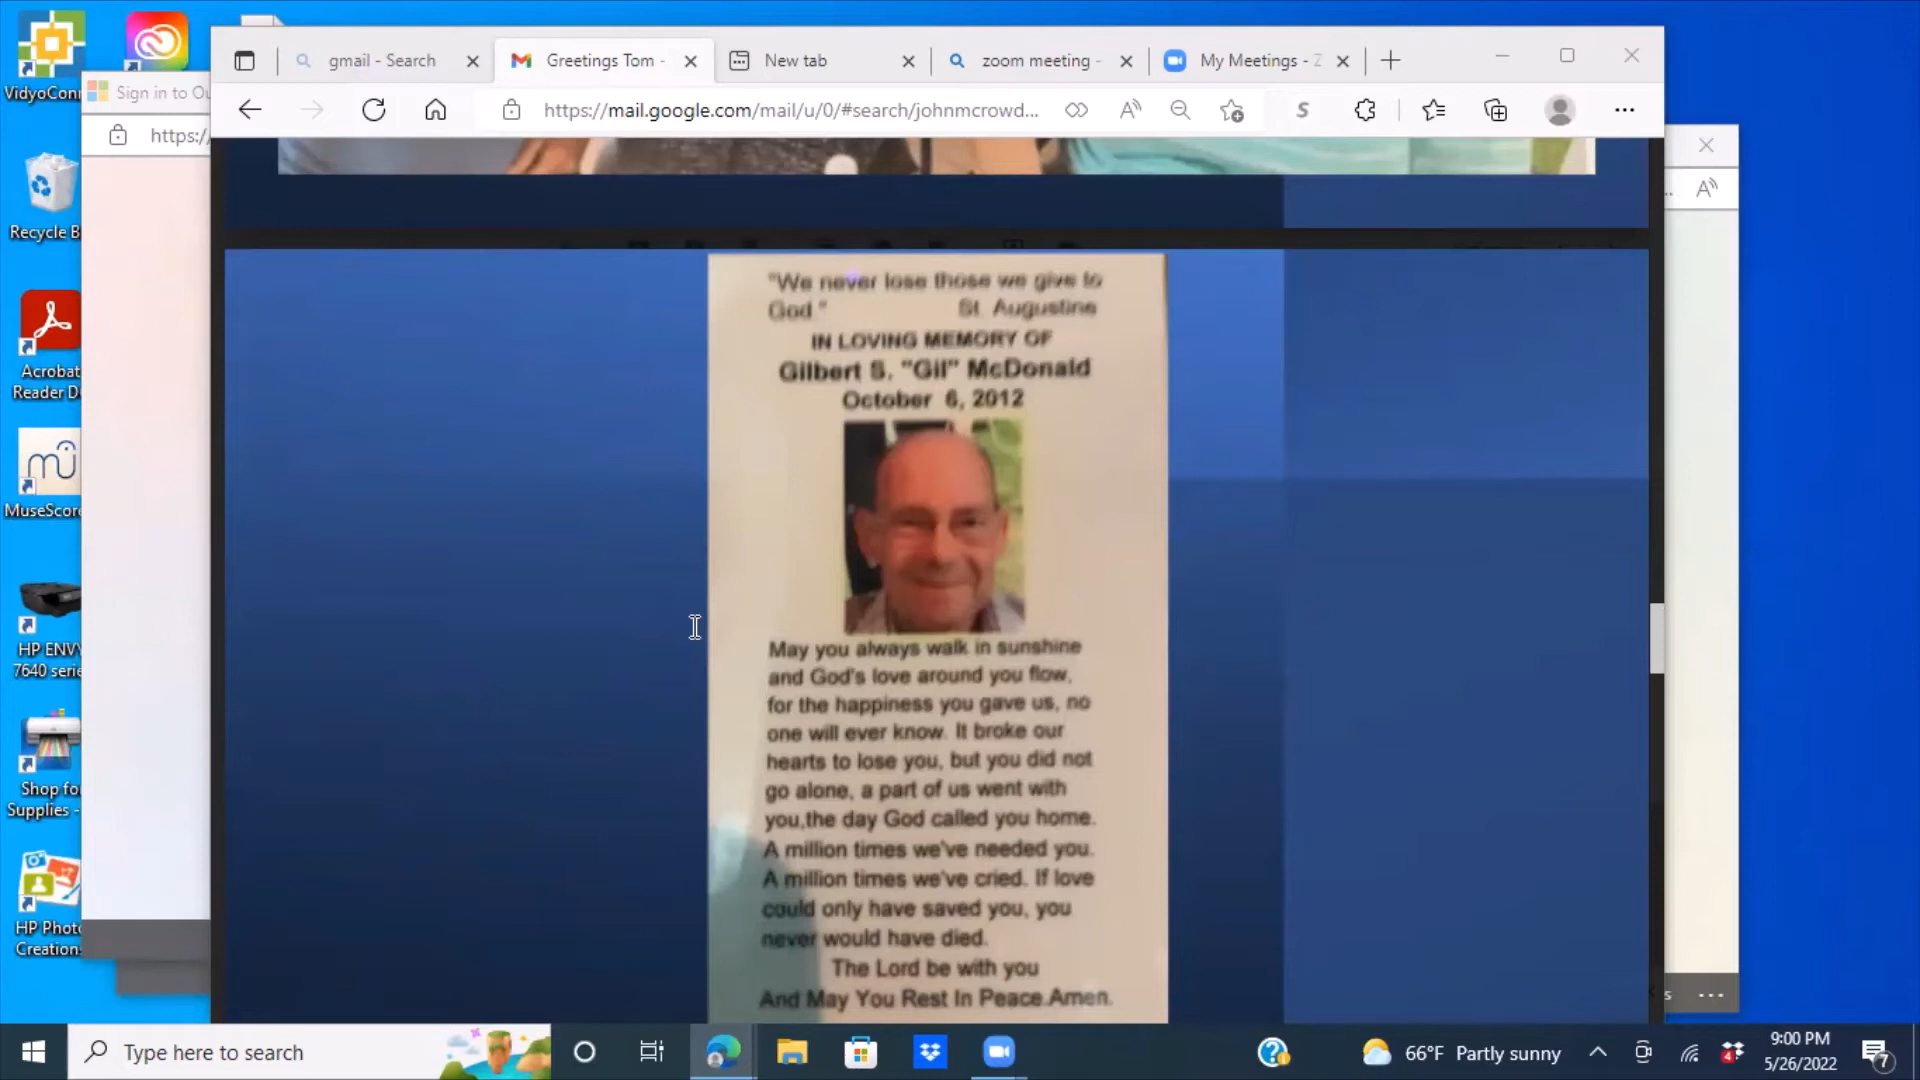 VidyoConn
Sign in to Ou
https:/
Recycle B
Acrobat
Reader D
MuseScore
HP ENVY
7640 serie
Shop for
Supplies -
HP Photo
Creations
gmail - Search
Greetings Tom -
New tab
zoom meeting -
My Meetings - Z
https://mail.google.com/mail/u/0/#search/johnmcrowd...
"We never lose those we give to
God " St. Augustine
IN LOVING MEMORY OF
Gilbert S. "Gil" McDonald
October 6, 2012
May you always walk in sunshine
and God's love around you flow,
for the happiness you gave us, no
one will ever know. It broke our
hearts to lose you, but you did not
go alone, a part of us went with
you,the day God called you home.
A million times we've needed you.
A million times we've cried. If love
could only have saved you, you
never would have died.
The Lord be with you
And May You Rest In Peace.Amen.
Type here to search
66°F Partly sunny
4
9:00 PM
5/26/2022
7